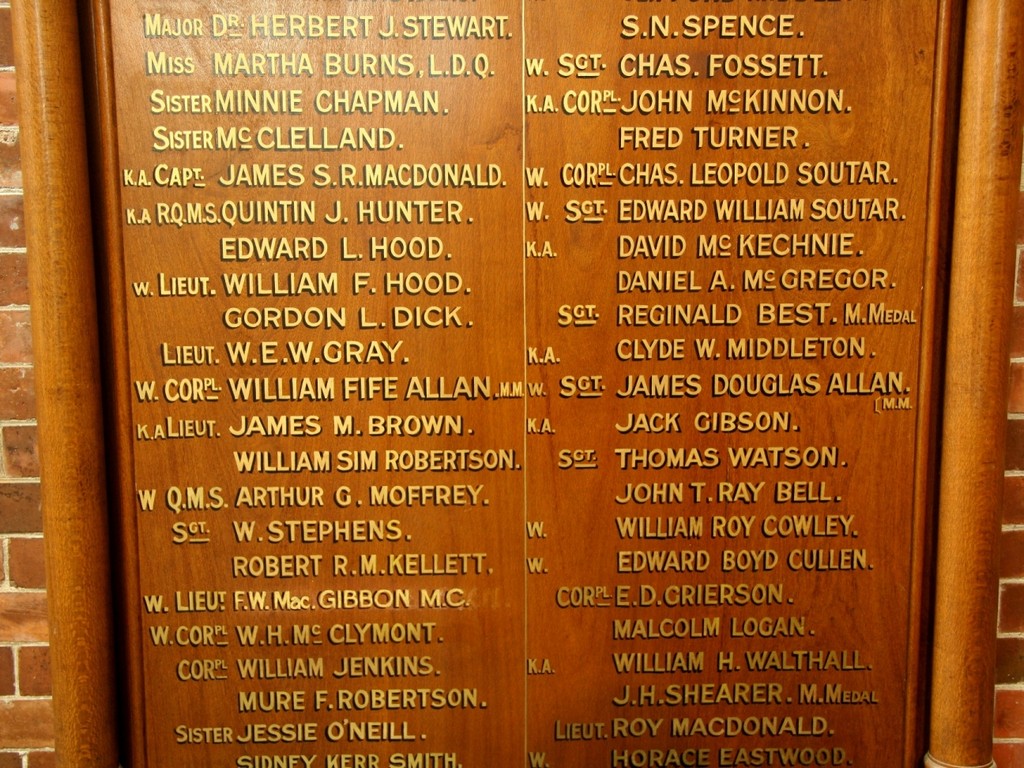 MAJOR DR. HERBERT J. STEWART.
MISS MARTHA BURNS, L.D.Q.
SISTER MINNIE CHAPMAN.
SISTER MCCLELLAND.
K.A. CAPT. JAMES S.R. MACDONALD.
K.A R.Q.M.S. QUINTIN J. HUNTER.
EDWARD L. HOOD.
W. LIEUT. WILLIAM F. HOOD.
GORDON L. DICK.
LIEUT. W.E.W. GRAY.
W. CORPL. WILLIAM FIFE ALLAN. M.M.
K.A LIEUT. JAMES M. BROWN.
WILLIAM SIM ROBERTSON.
W Q.M.S. ARTHUR G. MOFFREY.
SGT. W. STEPHENS.
ROBERT R.M. KELLETT.
W. LIEUT. F.W. MAC. GIBBON M.C.
W. CORPL W.H. MCCLYMONT.
CORPL WILLIAM JENKINS.
MURE F. ROBERTSON.
SISTER JESSIE O'NEILL.
SIDNEY KERR SMITH.
S.N. SPENCE.
W. SGT. CHAS. FOSSETT.
K.A. CORPL. JOHN MCKINNON.
FRED TURNER.
W. CORPL. CHAS. LEOPOLD SOUTAR.
W. SGT. EDWARD WILLIAM SOUTAR.
K.A. DAVID MCKECHNIE.
DANIEL A. MCGREGOR.
SGT. REGINALD BEST. M.MEDAL
K.A. CLYDE W. MIDDLETON.
W. SGT. JAMES DOUGLAS ALLAN.
[M.M.
K.A. JACK GIBSON.
SGT. THOMAS WATSON.
JOHN T. RAY BELL.
W. WILLIAM ROY COWLEY.
W. EDWARD BOYD CULLEN.
CORPL E.D. GRIERSON.
MALCOLM LOGAN.
K.A. WILLIAM H. WALTHALL.
J.H. SHEARER. M.MEDAL
LIEUT. ROY MACDONALD.
W. HORACE EASTWOOD.